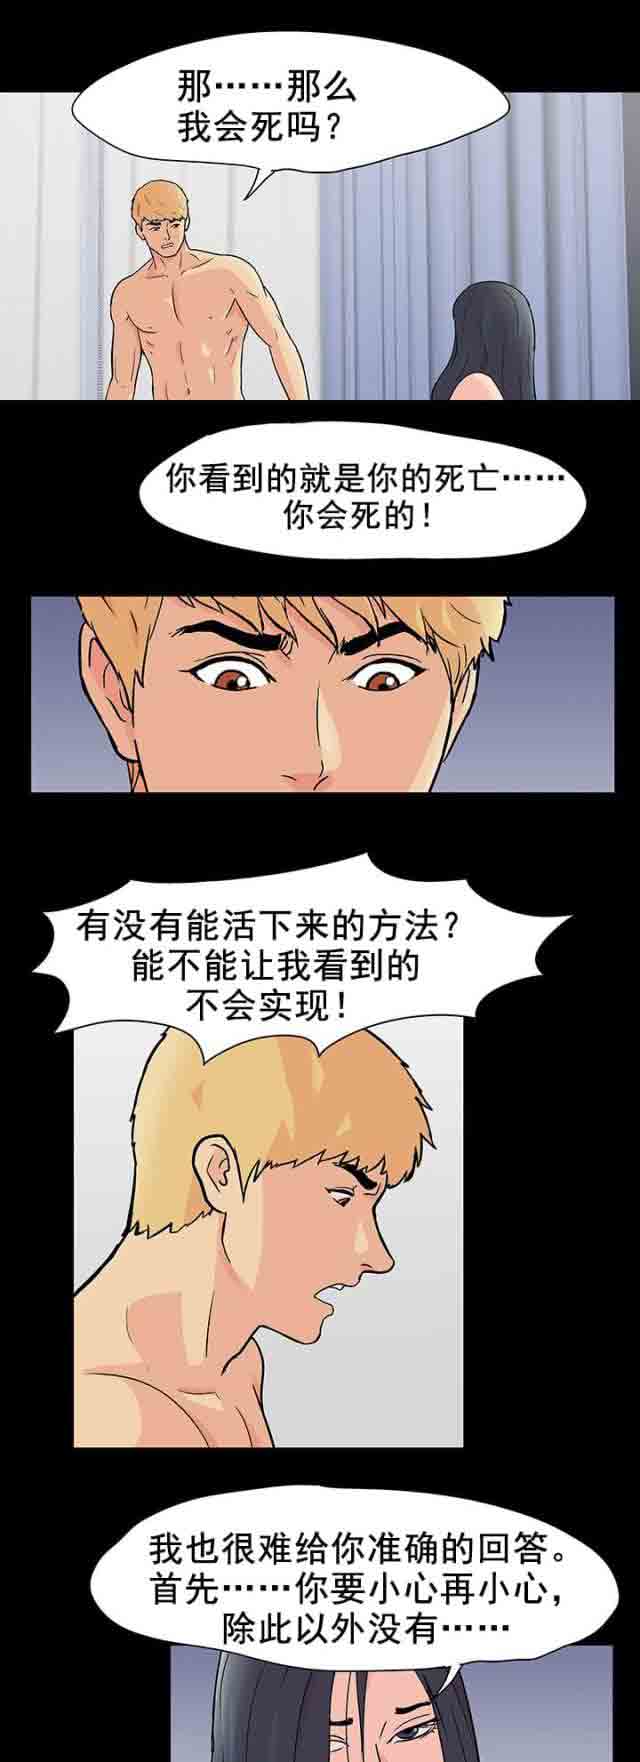 那……那么
我会死吗？
你看到的就是你的死亡……
你会死的！
有没有能活下来的方法？
能不能让我看到的
不会实现！
我也很难给你准确的回答。
首先……你要小心再小心，
除此以外没有……